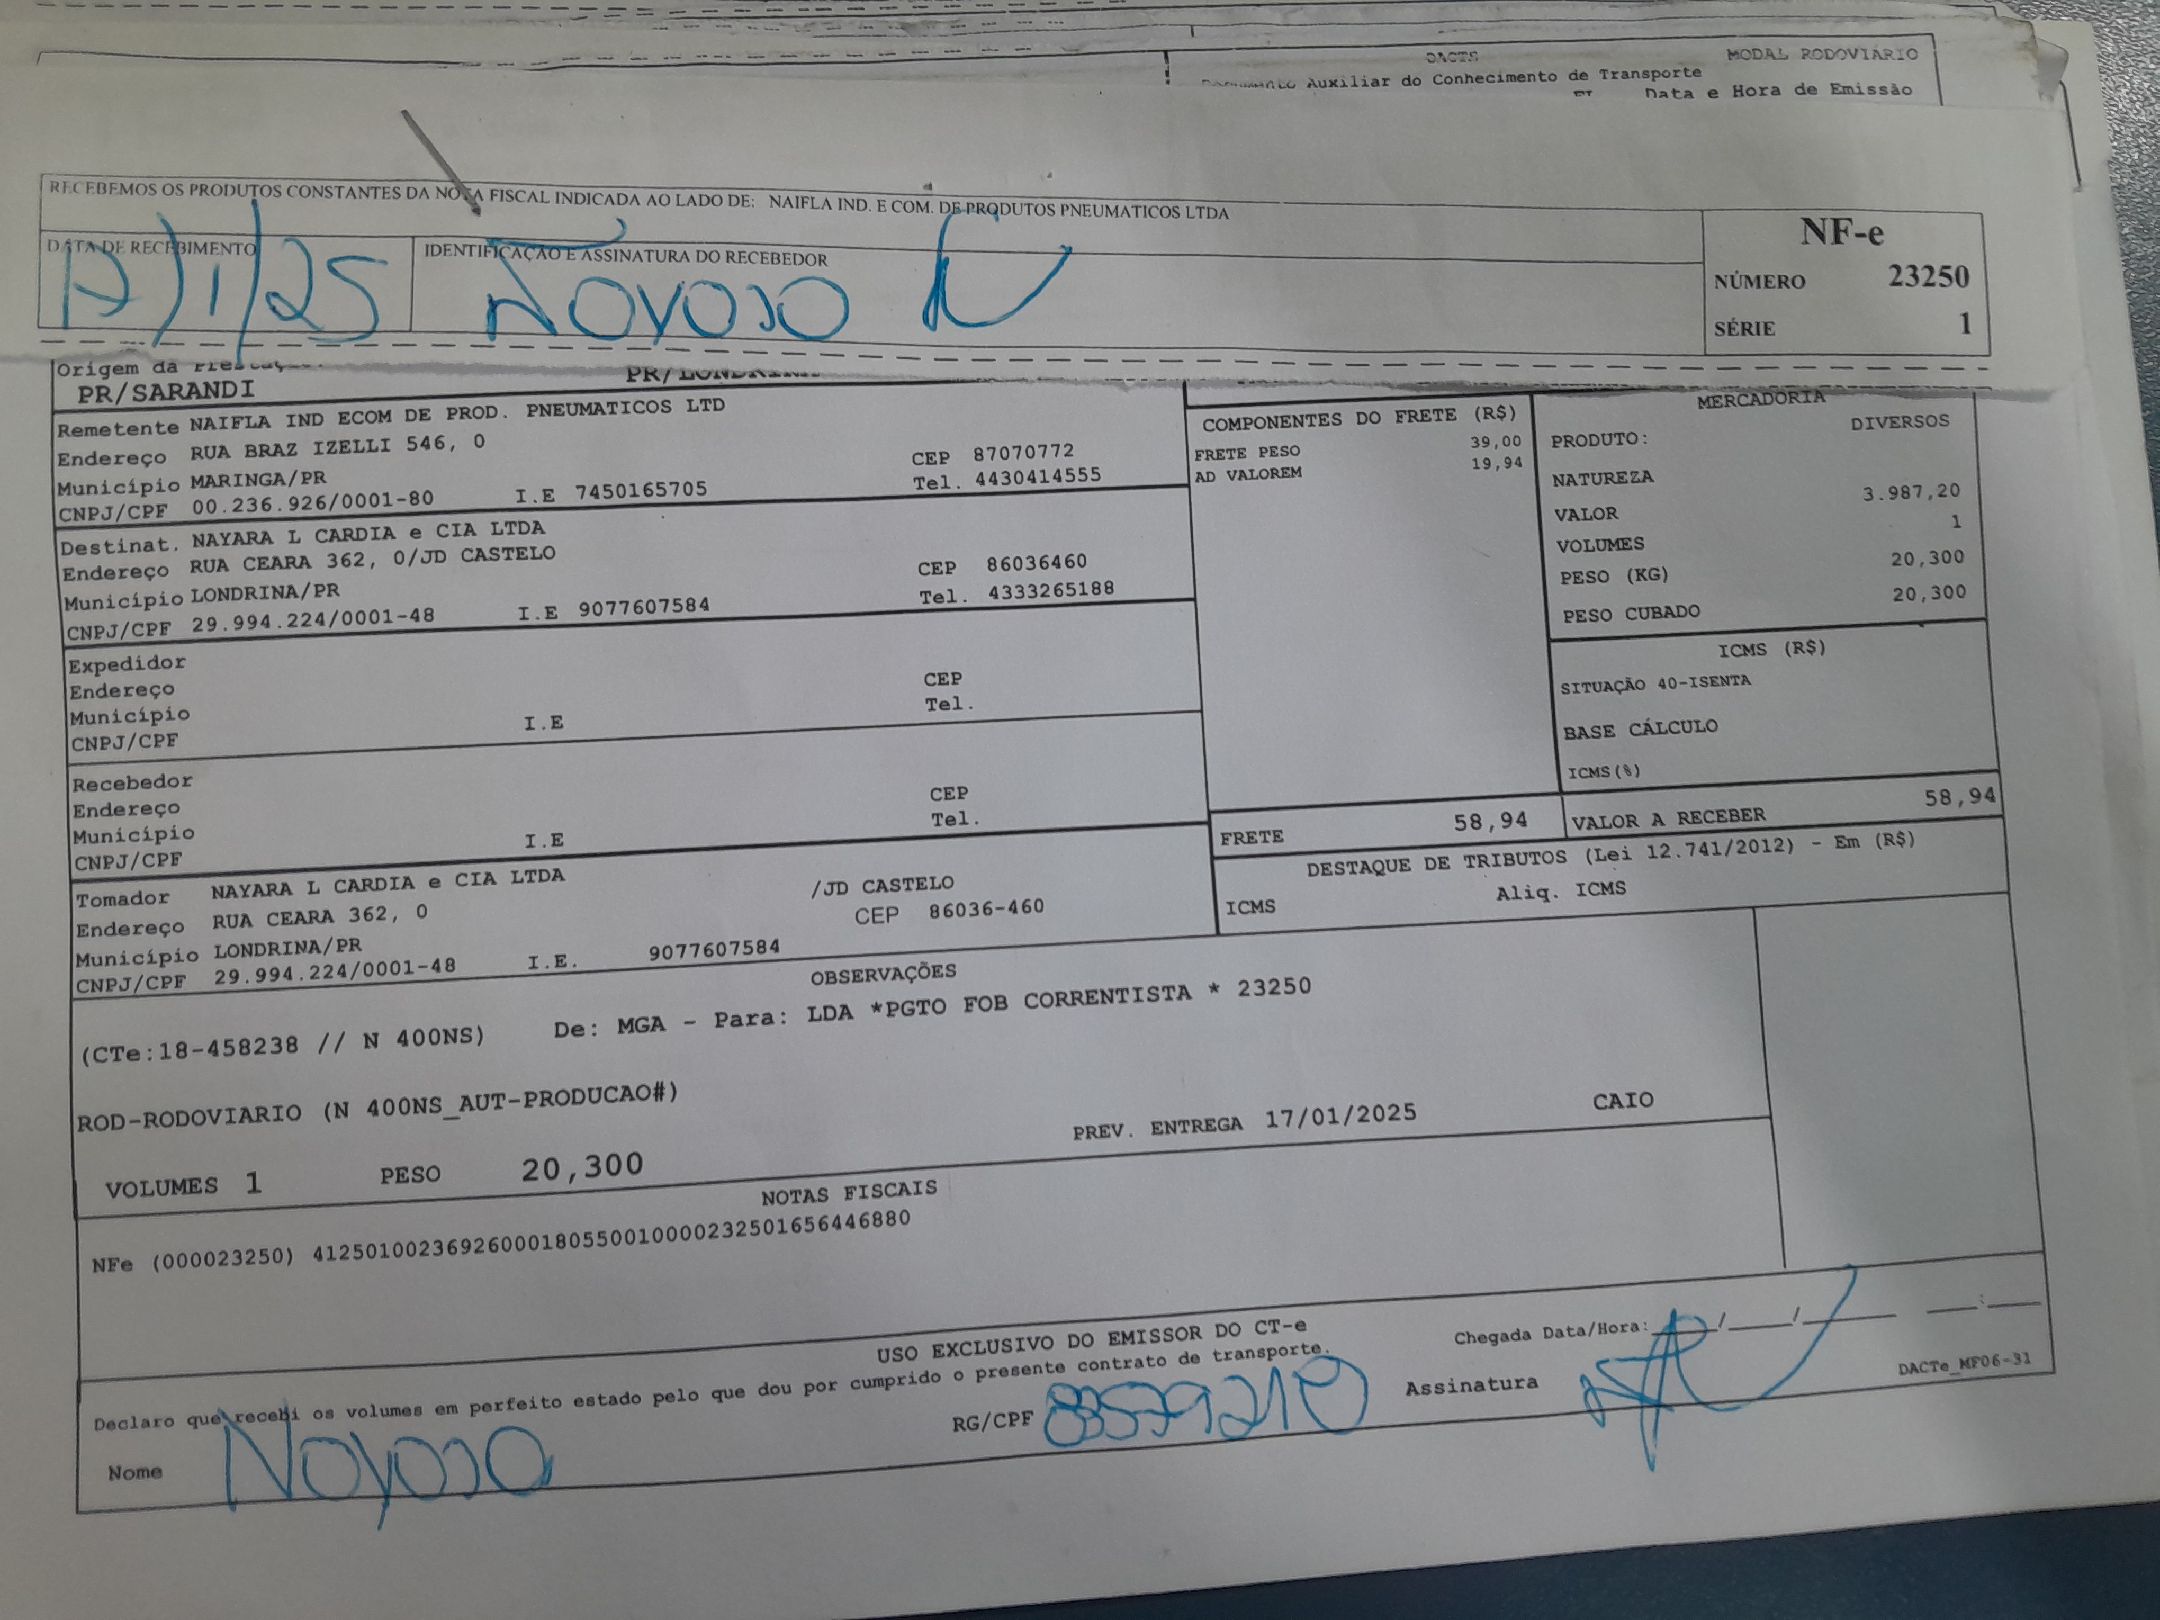 DACTE
MODAL RODOVIÁRIO
Auxiliar do Conhecimento de Transporte
Data e Hora de Emissão
RECEBEMOS OS PRODUTOS CONSTANTES DA NOTA FISCAL INDICADA AO LADO DE: NAIFLA IND. E COM. DE PRODUTOS PNEUMATICOS LTDA
NF-e
NÚMERO 23250
SÉRIE 1
DATA DE RECEBIMENTO
IDENTIFICAÇÃO E ASSINATURA DO RECEBEDOR
/1/25
Origem da
PR/SARANDI
PR/LONDRINA
Remetente NAIFLA IND ECOM DE PROD. PNEUMATICOS LTD
Endereço RUA BRAZ IZELLI 546, 0
CEP 87070772
Município MARINGA/PR
Tel. 4430414555
CNPJ/CPF 00.236.926/0001-80 I.E 7450165705
Destinat. NAYARA L CARDIA e CIA LTDA
Endereço RUA CEARA 362, 0/JD CASTELO
CEP 86036460
Município LONDRINA/PR
Tel. 4333265188
CNPJ/CPF 29.994.224/0001-48 I.E 9077607584
Expedidor
Endereço
CEP
Município
Tel.
CNPJ/CPF
I.E
Recebedor
Endereço
CEP
Município
Tel.
CNPJ/CPF
I.E
Tomador NAYARA L CARDIA e CIA LTDA
Endereço RUA CEARA 362, 0 /JD CASTELO
Município LONDRINA/PR CEP 86036-460
CNPJ/CPF 29.994.224/0001-48 I.E. 9077607584
COMPONENTES DO FRETE (R$)
FRETE PESO 39,00
AD VALOREM 19,94
MERCADORIA
PRODUTO: DIVERSOS
NATUREZA
VALOR 3.987,20
VOLUMES 1
PESO (KG) 20,300
PESO CUBADO 20,300
ICMS (R$)
SITUAÇÃO 40-ISENTA
BASE CÁLCULO
ICMS(%)
FRETE 58,94
VALOR A RECEBER 58,94
DESTAQUE DE TRIBUTOS (Lei 12.741/2012) - Em (R$)
ICMS Aliq. ICMS
OBSERVAÇÕES
(CTe:18-458238 // N 400NS) De: MGA - Para: LDA *PGTO FOB CORRENTISTA * 23250
ROD-RODOVIARIO (N 400NS_AUT-PRODUCAO#)
PREV. ENTREGA 17/01/2025 CAIO
VOLUMES 1 PESO 20,300
NOTAS FISCAIS
NFe (000023250) 41250100236926000180550010000232501656446880
USO EXCLUSIVO DO EMISSOR DO CT-e
Chegada Data/Hora: ___/___/___ ___:___
Declaro que recebi os volumes em perfeito estado pelo que dou por cumprido o presente contrato de transporte.
Nome
RG/CPF
Assinatura
DACTe_MF06-31